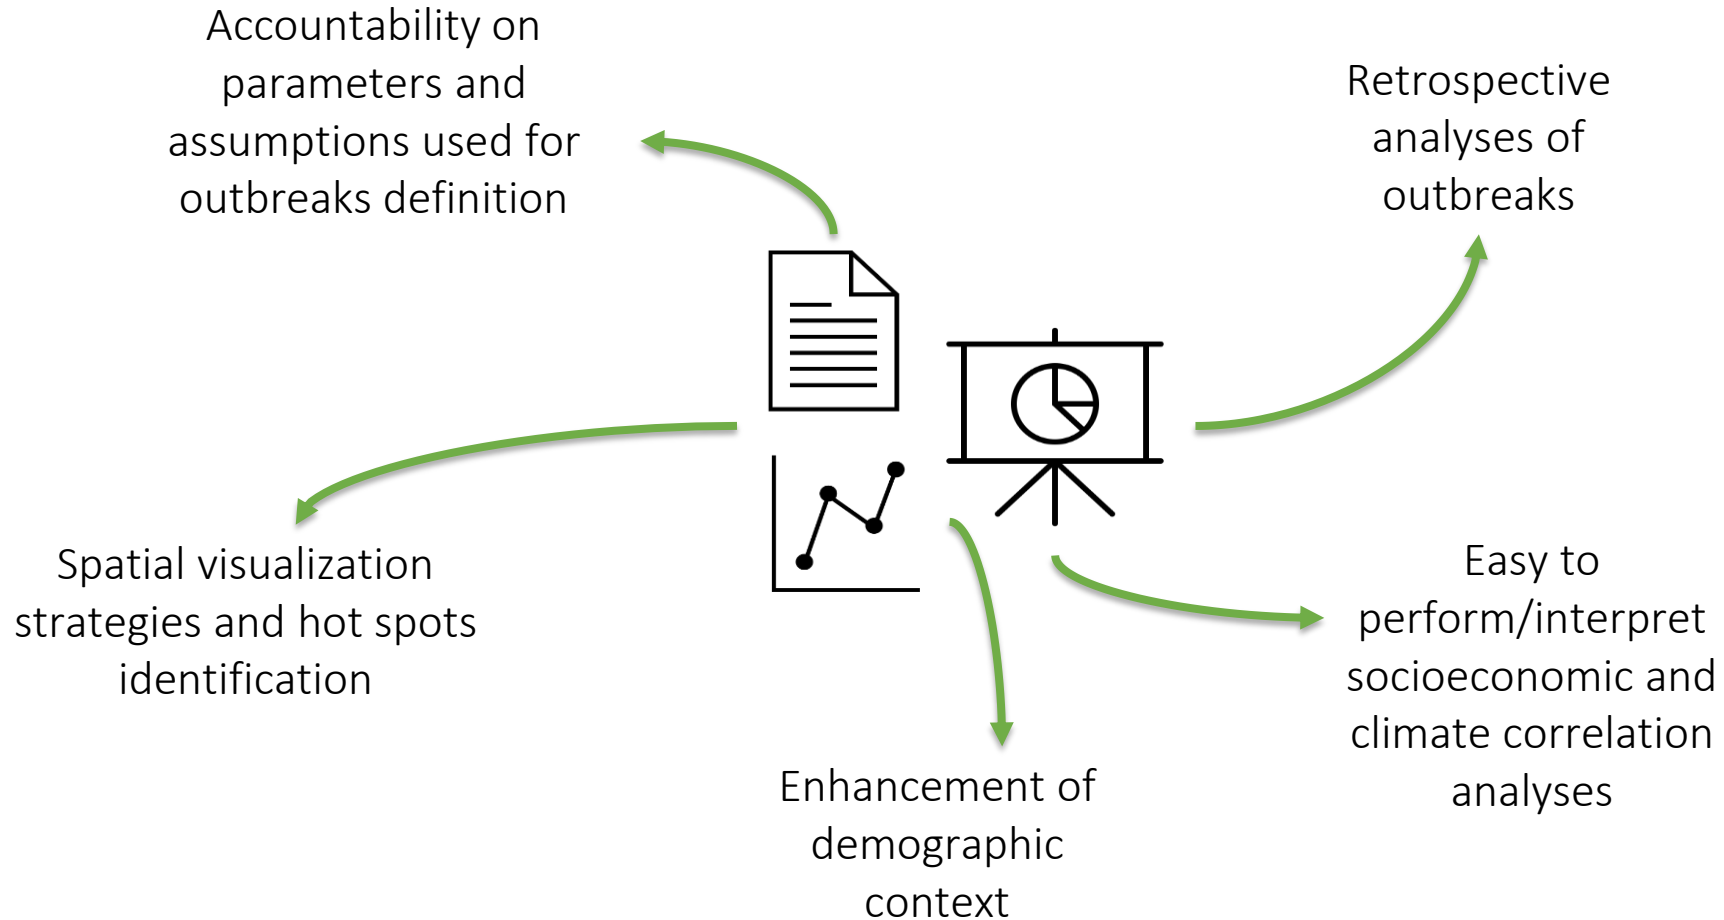 Accountability on
parameters and
assumptions used for
outbreaks definition
Retrospective
analyses of
outbreaks
Spatial visualization
strategies and hot spots
identification
Easy to
perform/interpret
socioeconomic and
climate correlation
analyses
Enhancement of
demographic
context